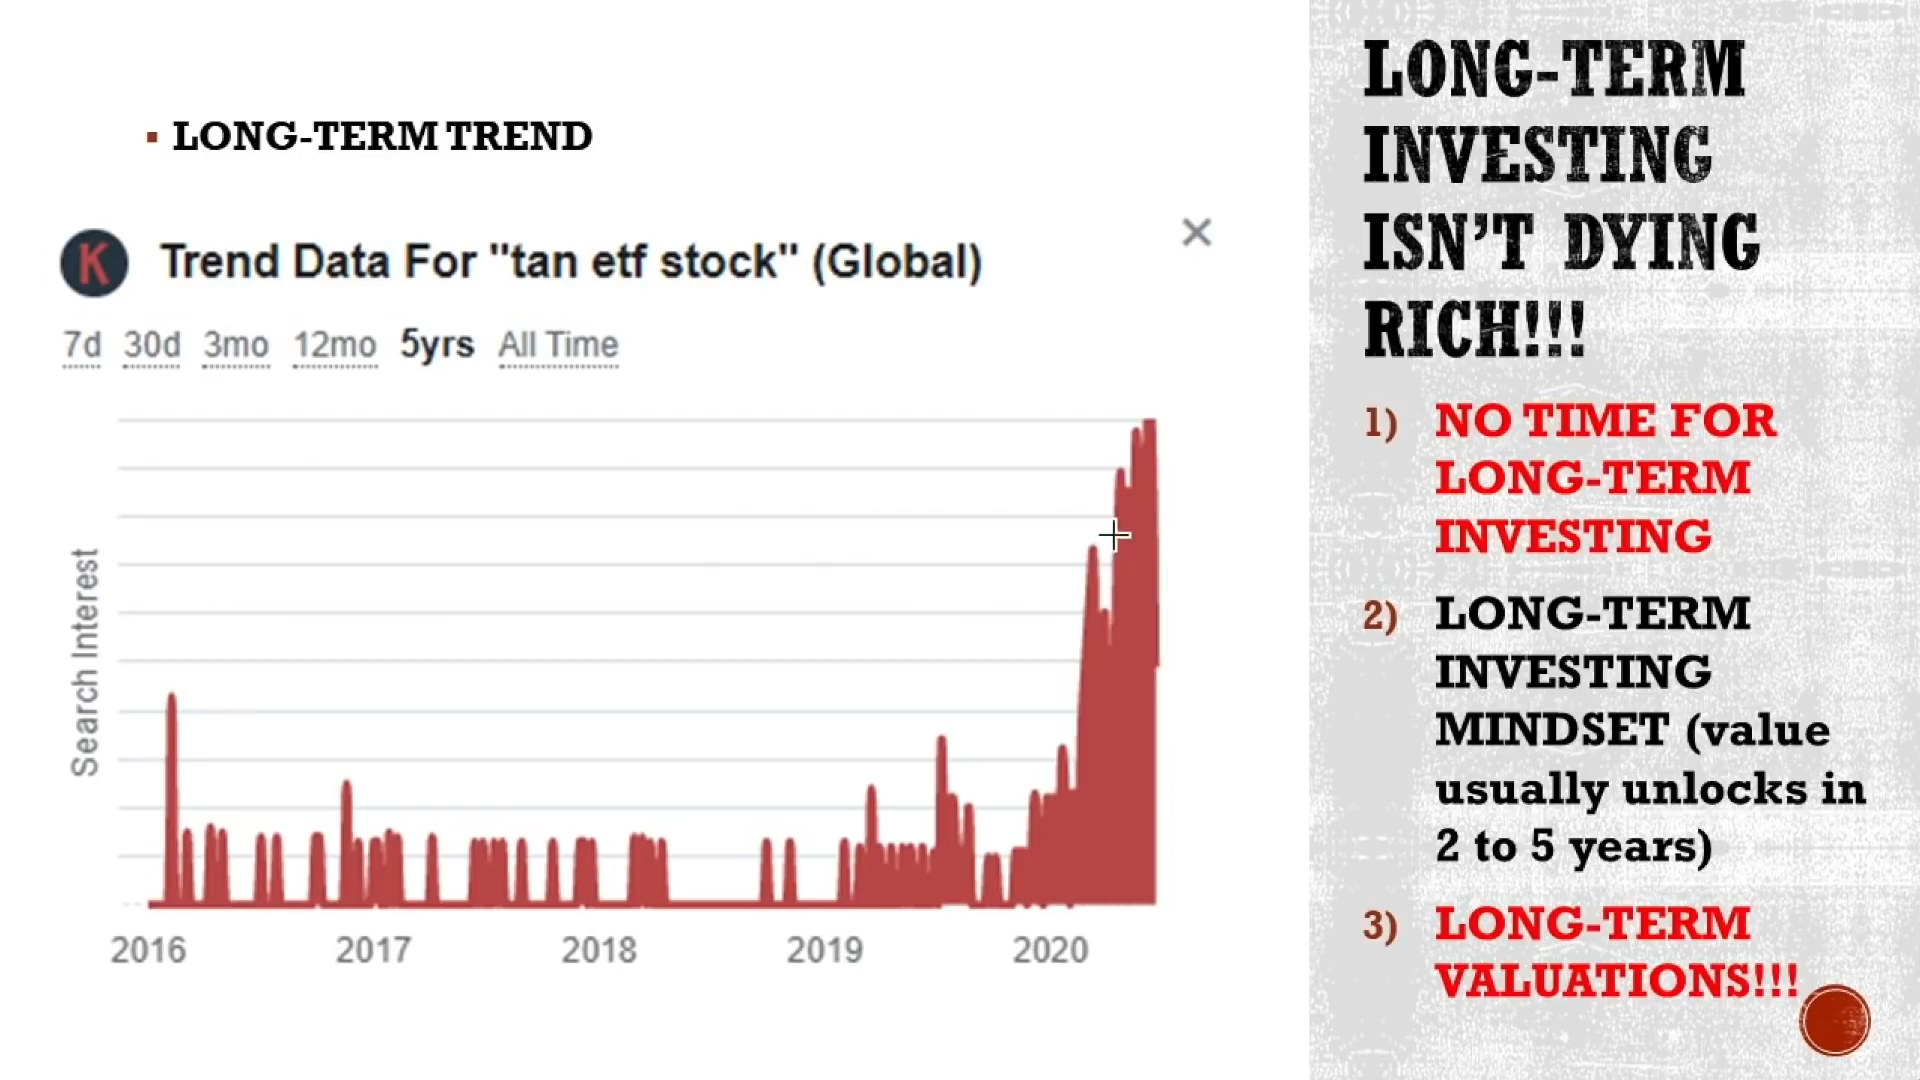 ▪ LONG-TERM TREND
K Trend Data For "tan etf stock" (Global) ×
7d 30d 3mo 12mo 5yrs All Time
Search Interest
2016 2017 2018 2019 2020
LONG-TERM
INVESTING
ISN'T DYING
RICH!!!
1) NO TIME FOR
LONG-TERM
INVESTING
2) LONG-TERM
INVESTING
MINDSET (value
usually unlocks in
2 to 5 years)
3) LONG-TERM
VALUATIONS!!!